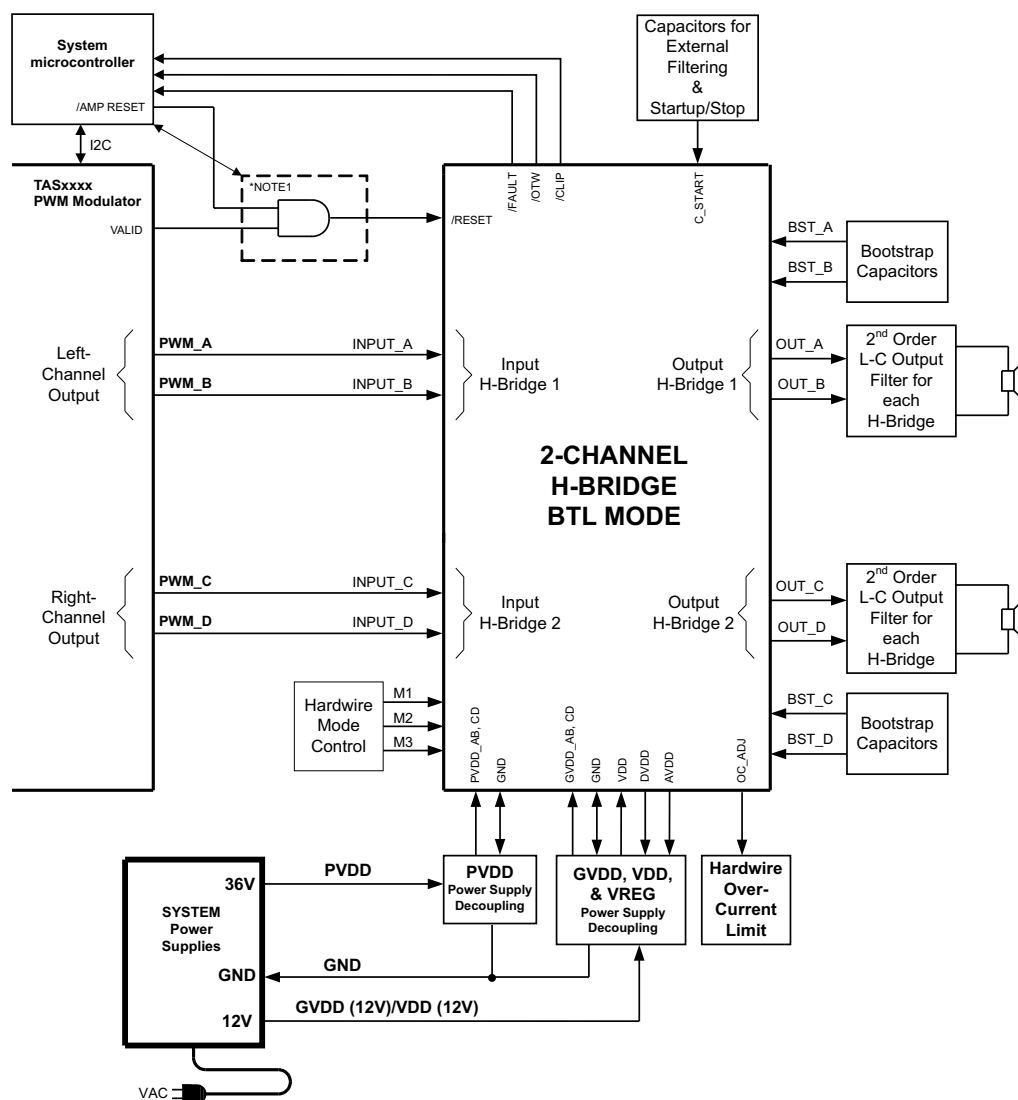 System
microcontroller
/AMP RESET
I2C
Capacitors for
External
Filtering
&
Startup/Stop
TASxxxx
PWM Modulator
VALID
*NOTE1
/RESET
/FAULT
/OTW
/CLIP
C_START
BST_A
BST_B
Bootstrap
Capacitors
Left-
Channel
Output
PWM_A
INPUT_A
PWM_B
INPUT_B
Input
H-Bridge 1
Output
H-Bridge 1
OUT_A
OUT_B
2nd Order
L-C Output
Filter for
each
H-Bridge
2-CHANNEL
H-BRIDGE
BTL MODE
Right-
Channel
Output
PWM_C
INPUT_C
PWM_D
INPUT_D
Input
H-Bridge 2
Output
H-Bridge 2
OUT_C
OUT_D
2nd Order
L-C Output
Filter for
each
H-Bridge
Hardwire
Mode
Control
M1
M2
M3
BST_C
BST_D
Bootstrap
Capacitors
PVDD_AB, CD
GND
GVDD_AB, CD
GND
VDD
DVDD
AVDD
OC_ADJ
SYSTEM
Power
Supplies
36V
GND
12V
PVDD
GND
GVDD (12V)/VDD (12V)
PVDD
Power Supply
Decoupling
GVDD, VDD,
& VREG
Power Supply
Decoupling
Hardwire
Over-
Current
Limit
VAC